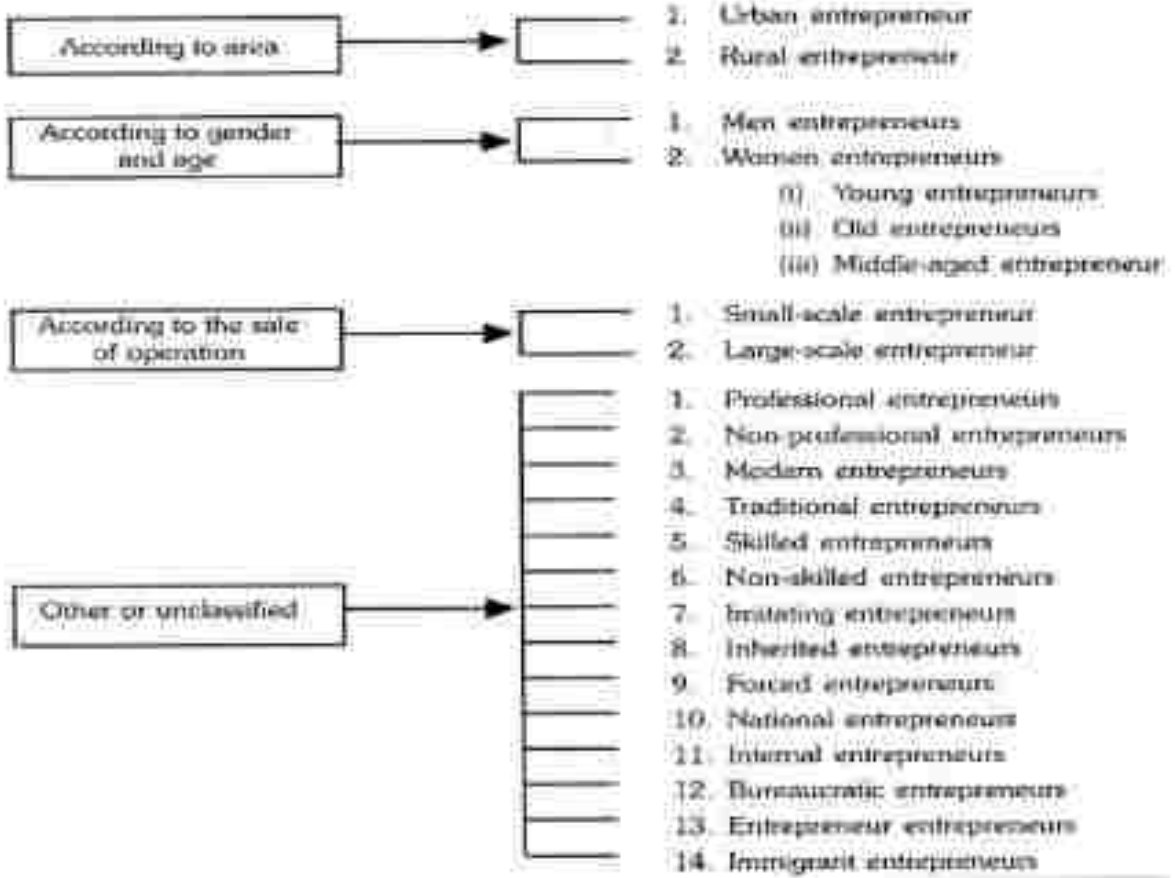 According to area
1. Urban entrepreneur
2. Rural entrepreneur
According to gender
and age
1. Men entrepreneurs
2. Women entrepreneurs
(i) Young entrepreneurs
(ii) Old entrepreneurs
(iii) Middle-aged entrepreneur
According to the sale
of operation
1. Small-scale entrepreneur
2. Large-scale entrepreneur
Other or unclassified
1. Professional entrepreneurs
2. Non-professional entrepreneurs
3. Modern entrepreneurs
4. Traditional entrepreneurs
5. Skilled entrepreneurs
6. Non-skilled entrepreneurs
7. Imitating entrepreneurs
8. Inherited entrepreneurs
9. Forced entrepreneurs
10. National entrepreneurs
11. Internal entrepreneurs
12. Bureaucratic entrepreneurs
13. Entrepreneur entrepreneurs
14. Immigrant entrepreneurs